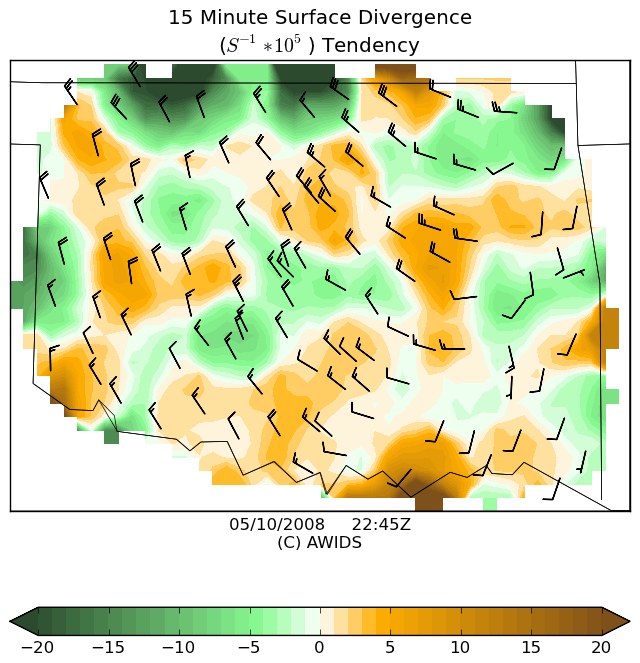 15 Minute Surface Divergence
(S⁻¹ * 10⁵ ) Tendency
05/10/2008 22:45Z
(C) AWIDS
−20 −15 −10 −5 0 5 10 15 20